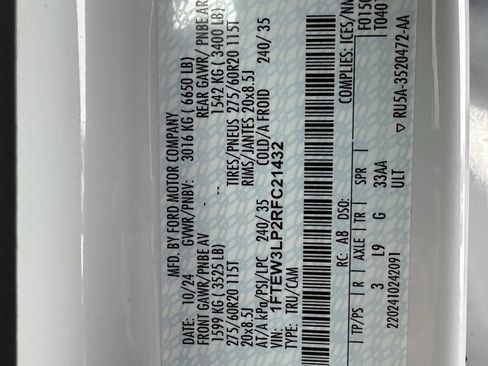 MFD. BY FORD MOTOR COMPANY
DATE: 10/24 GVWR/PNBV: 3016 KG ( 6650 LB)
FRONT GAWR/PNBE AV REAR GAWR/ PNBE AR
1599 KG (3525 LB) 1542 KG ( 3400 LB)
275/60R20 115T TIRES/PNEUS 275/60R20 115T
20x8.5J RIMS/JANTES 20x8.5J
AT/A kPa/PSI/LPC 240/ 35 COLD/A FROID 240/ 35
VIN: 1FTEW3LP2RFC21432
TYPE: TRU/CAM
COMPLIES: ICES/NM
RC: A8 DSO: F0150
TP/PS R AXLE TR SPR T0401
3 L9 G 33AA
ULT
2202410242091
▽ RU5A-3520472-AA